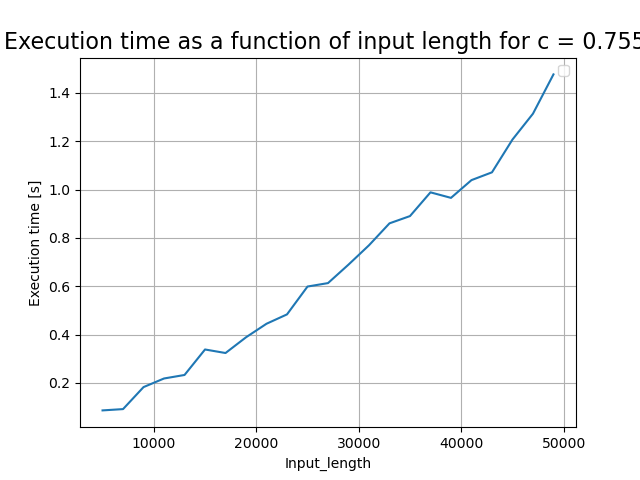 Execution time as a function of input length for c = 0.755
1.4
1.2
1.0
0.8
0.6
0.4
0.2
Execution time [s]
10000 20000 30000 40000 50000
Input_length